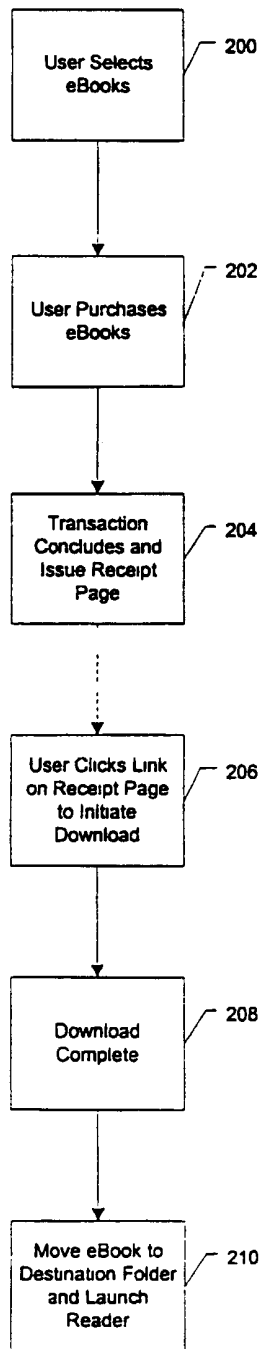 User Selects
eBooks
200
User Purchases
eBooks
202
Transaction
Concludes and
Issue Receipt
Page
204
User Clicks Link
on Receipt Page
to Initiate
Download
206
Download
Complete
208
Move eBook to
Destination Folder
and Launch
Reader
210